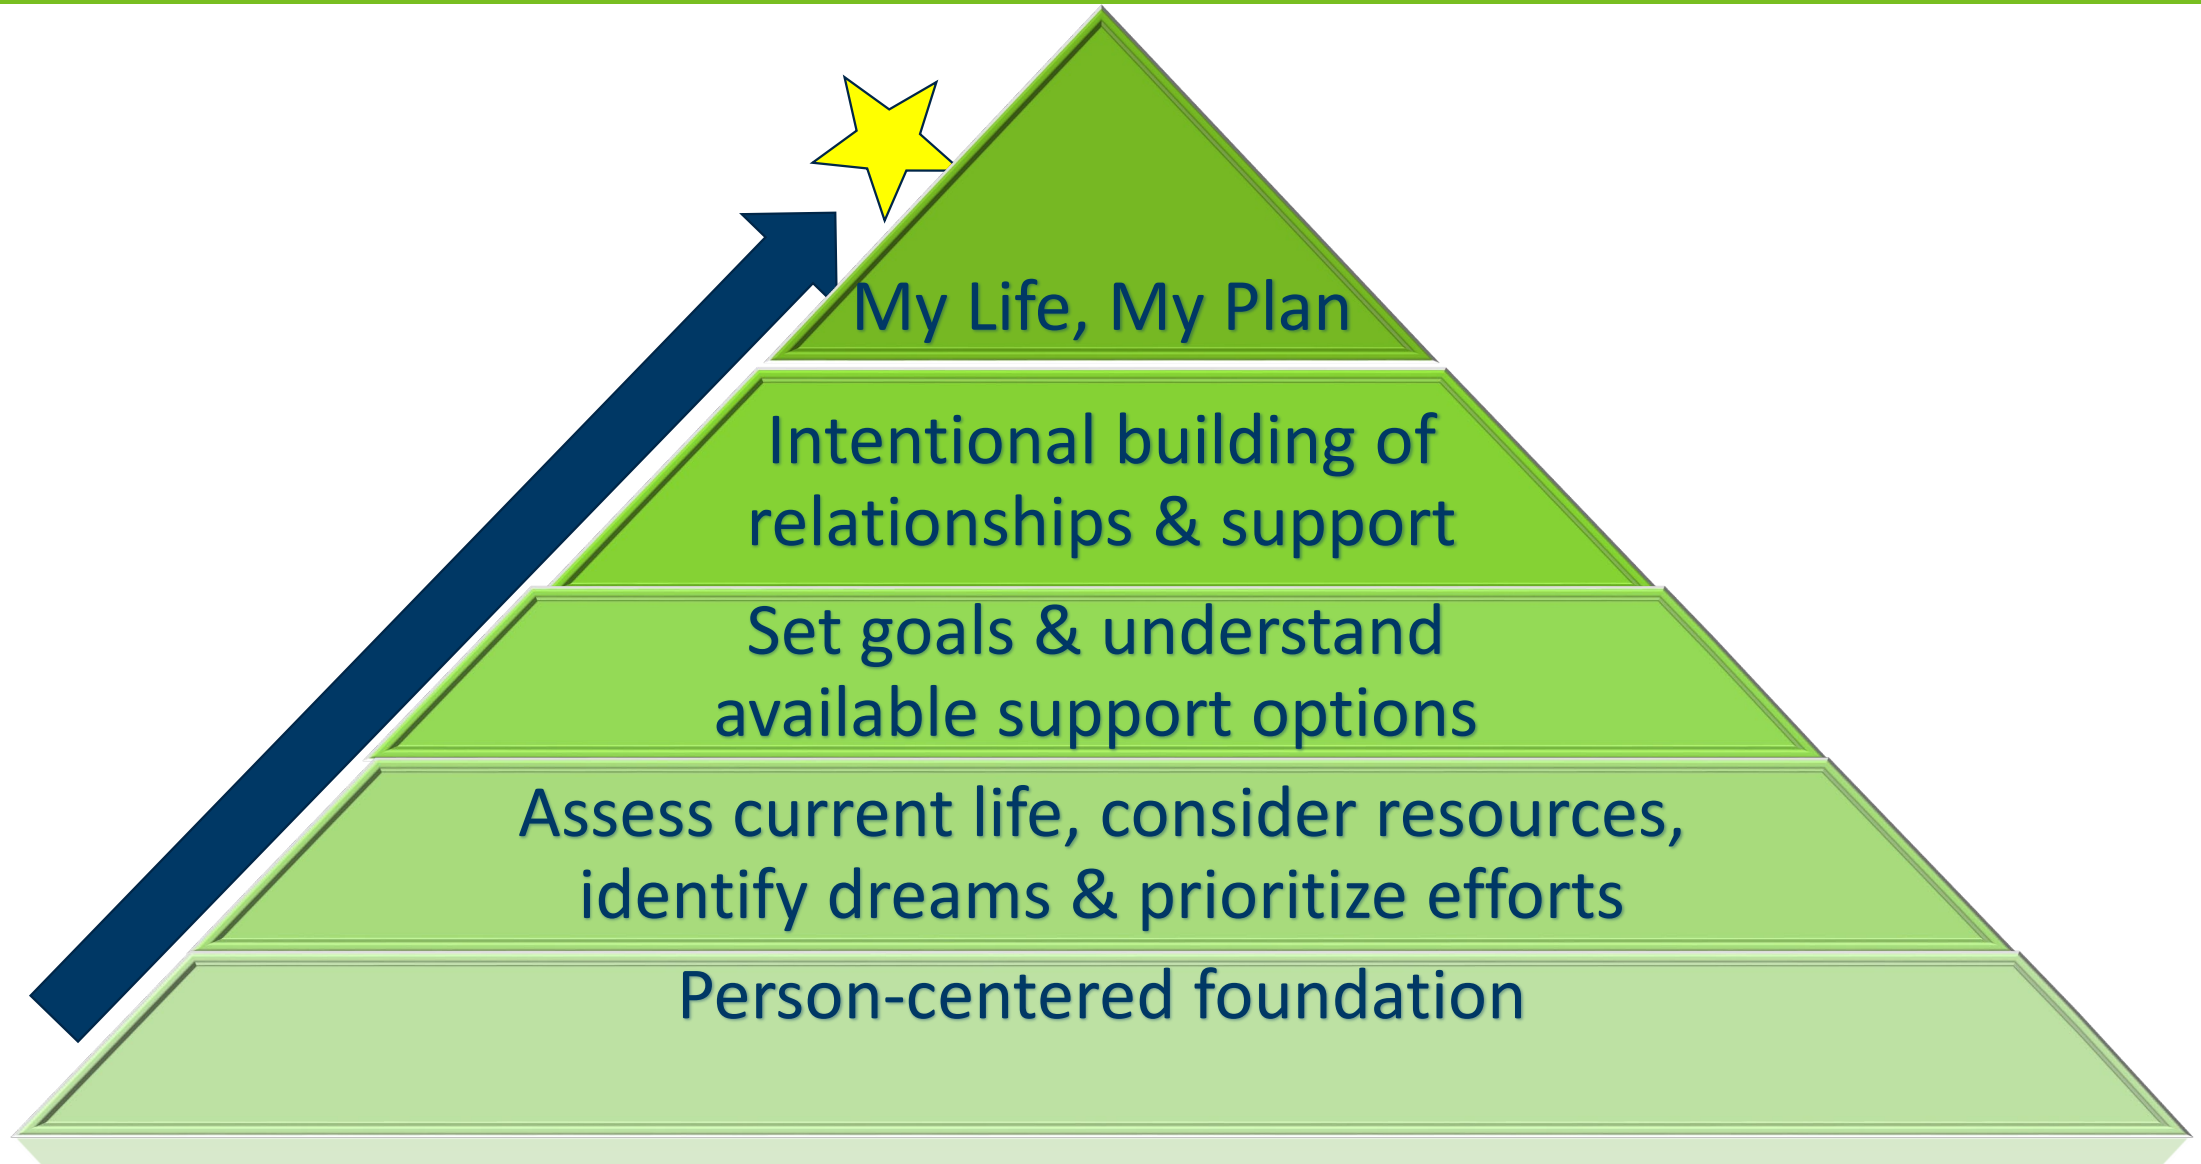 My Life, My Plan
Intentional building of
relationships & support
Set goals & understand
available support options
Assess current life, consider resources,
identify dreams & prioritize efforts
Person-centered foundation